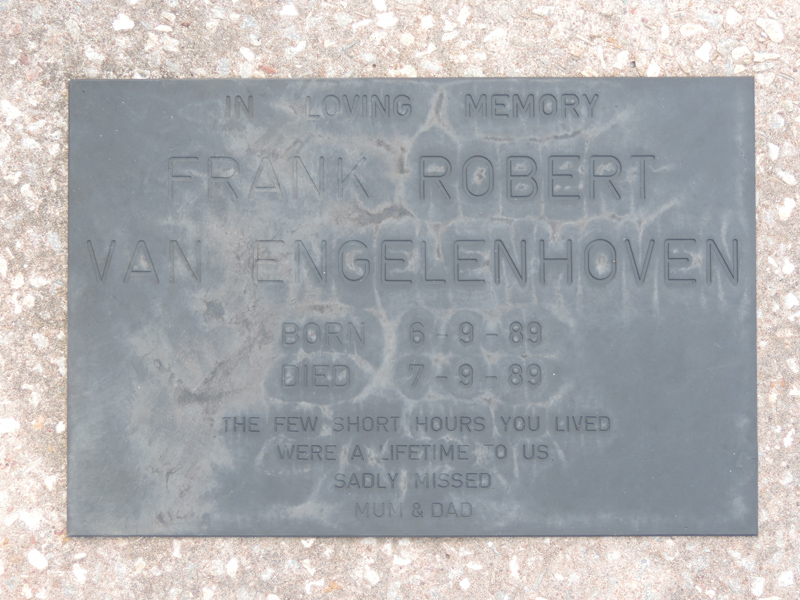 IN LOVING MEMORY
FRANK ROBERT
VAN ENGELENHOVEN
BORN 6-9-89
DIED 7-9-89
THE FEW SHORT HOURS YOU LIVED
WERE A LIFETIME TO US
SADLY MISSED
MUM & DAD